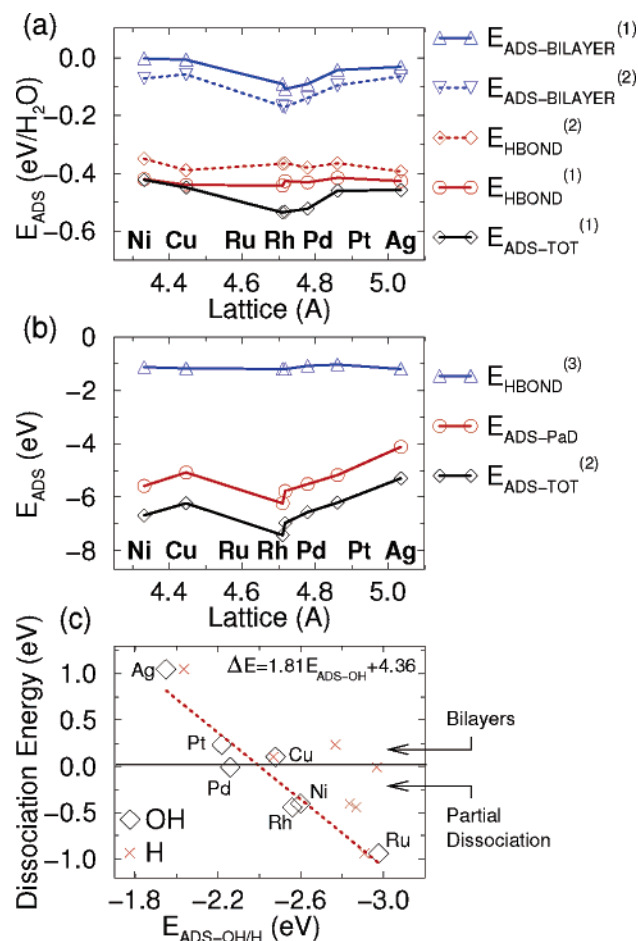 (a)
0.0
−0.2
−0.4
−0.6
E_ADS (eV/H₂O)
Ni Cu Ru Rh Pd Pt Ag
4.4 4.6 4.8 5.0
Lattice (A)
E_ADS−BILAYER (1)
E_ADS−BILAYER (2)
E_HBOND (2)
E_HBOND (1)
E_ADS−TOT (1)
(b)
0
−2
−4
−6
−8
E_ADS (eV)
Ni Cu Ru Rh Pd Pt Ag
4.4 4.6 4.8 5.0
Lattice (A)
E_HBOND (3)
E_ADS−PaD
E_ADS−TOT (2)
(c)
1.0
0.5
0.0
−0.5
−1.0
Dissociation Energy (eV)
ΔE=1.81E_ADS−OH+4.36
Ag
Pt
Pd
Cu
Ni
Rh
Ru
OH
H
Bilayers
Partial
Dissociation
−1.8 −2.2 −2.6 −3.0
E_ADS−OH/H (eV)